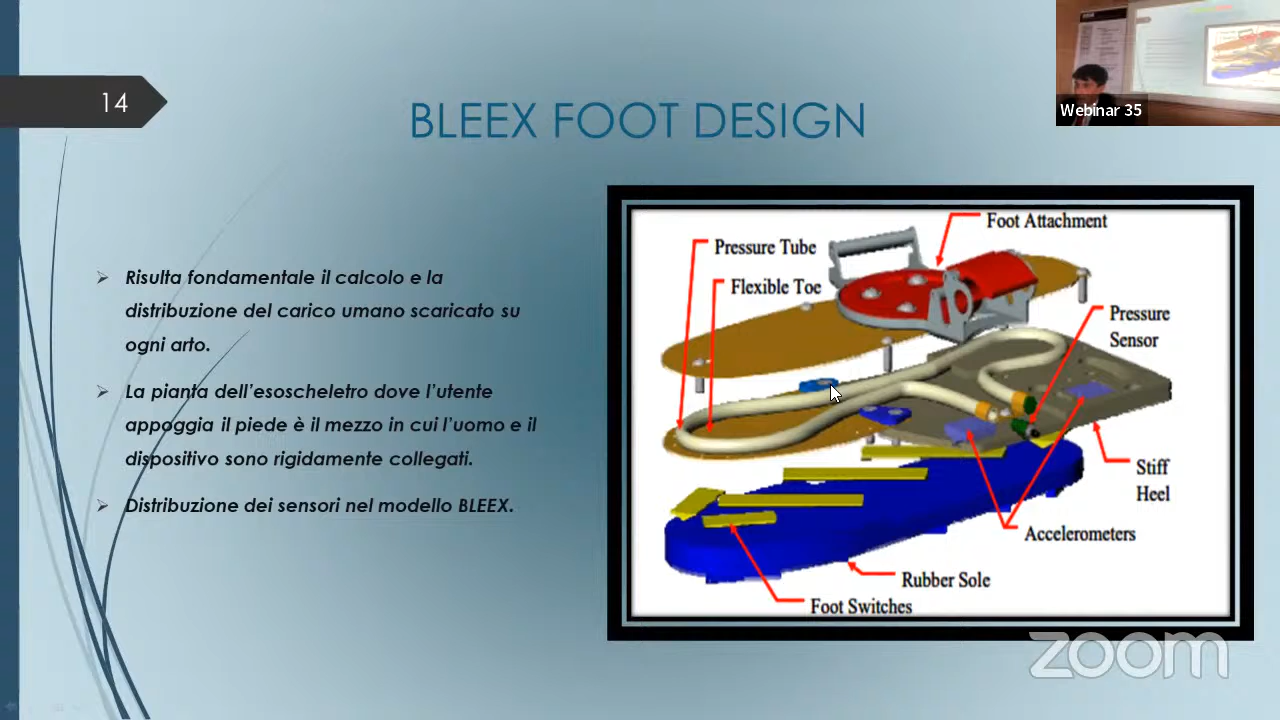 14
BLEEX FOOT DESIGN
Webinar 35
Risulta fondamentale il calcolo e la
distribuzione del carico umano scaricato su
ogni arto.
La pianta dell'esoscheletro dove l'utente
appoggia il piede è il mezzo in cui l'uomo e il
dispositivo sono rigidamente collegati.
Distribuzione dei sensori nel modello BLEEX.
Foot Attachment
Pressure Tube
Flexible Toe
Pressure
Sensor
Stiff
Heel
Accelerometers
Rubber Sole
Foot Switches
zoom